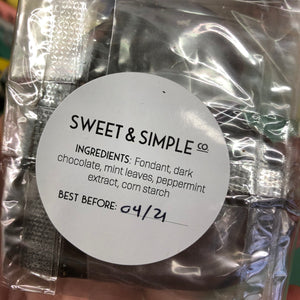 SWEET & SIMPLE CO.
INGREDIENTS: Fondant, dark
chocolate, mint leaves, peppermint
extract, corn starch
BEST BEFORE: 04/21